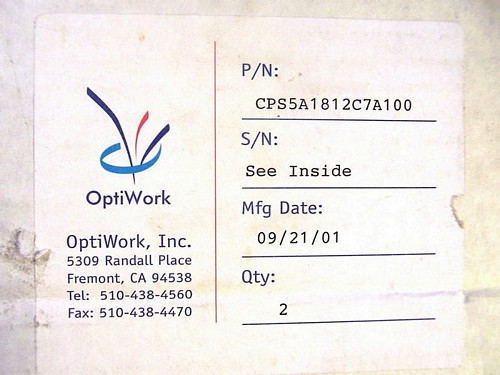 OptiWork
OptiWork, Inc.
5309 Randall Place
Fremont, CA 94538
Tel: 510-438-4560
Fax: 510-438-4470
P/N:
CPS5A1812C7A100
S/N:
See Inside
Mfg Date:
09/21/01
Qty:
2